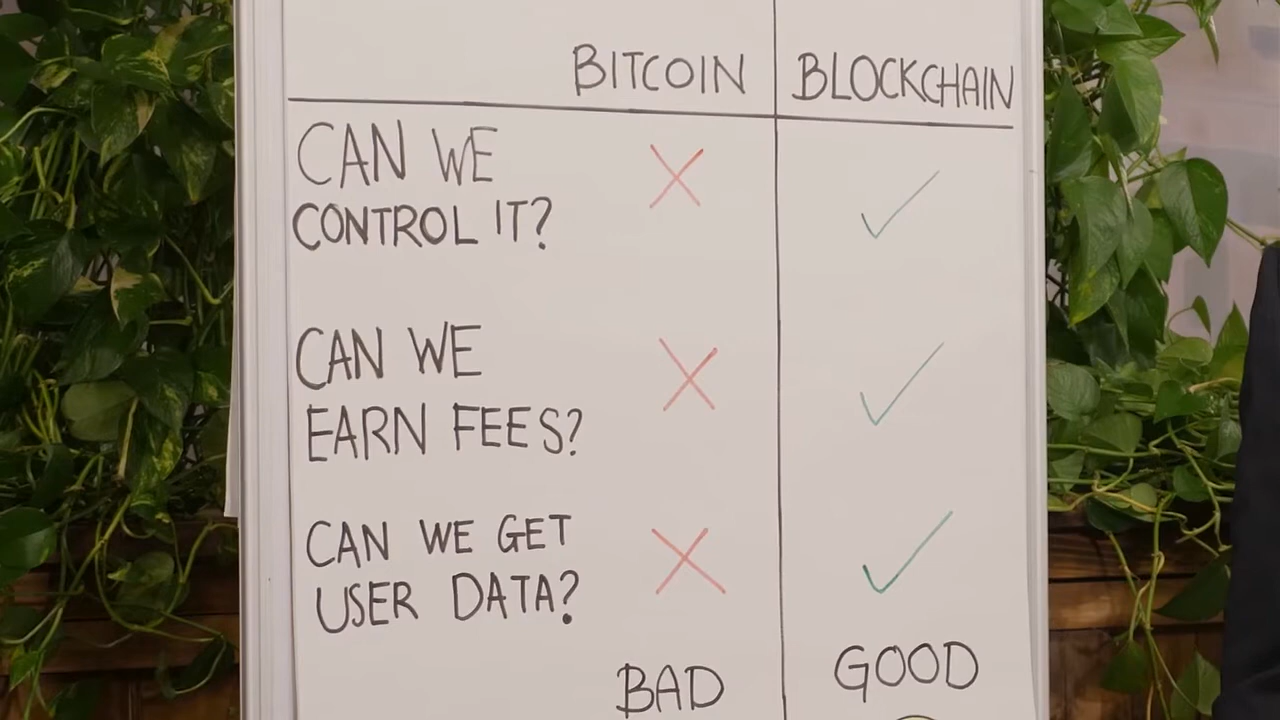 BITCOIN BLOCKCHAIN
CAN WE
CONTROL IT?
CAN WE
EARN FEES?
CAN WE GET
USER DATA?
BAD GOOD